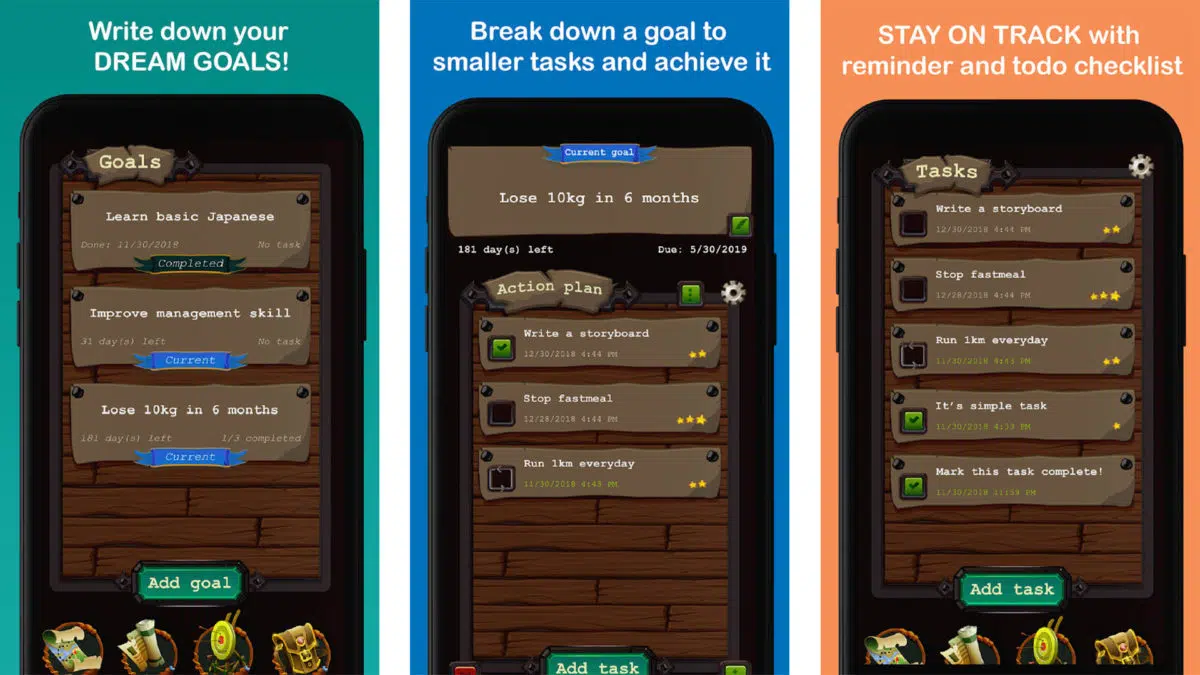 Write down your
DREAM GOALS!
Goals
Learn basic Japanese
Done: 11/30/2018 No task
Completed
Improve management skill
31 day(s) left No task
Current
Lose 10kg in 6 months
181 day(s) left 1/3 completed
Current
Add goal
Break down a goal to
smaller tasks and achieve it
Current goal
Lose 10kg in 6 months
181 day(s) left Due: 5/30/2019
Action plan
Write a storyboard
12/30/2018 4:44 PM
Stop fastmeal
12/28/2018 4:44 PM
Run 1km everyday
11/30/2018 4:43 PM
Add task
STAY ON TRACK with
reminder and todo checklist
Tasks
Write a storyboard
12/30/2018 4:44 PM
Stop fastmeal
12/28/2018 4:44 PM
Run 1km everyday
11/30/2018 4:43 PM
It's simple task
11/30/2018 4:39 PM
Mark this task complete!
11/30/2018 11:59 PM
Add task